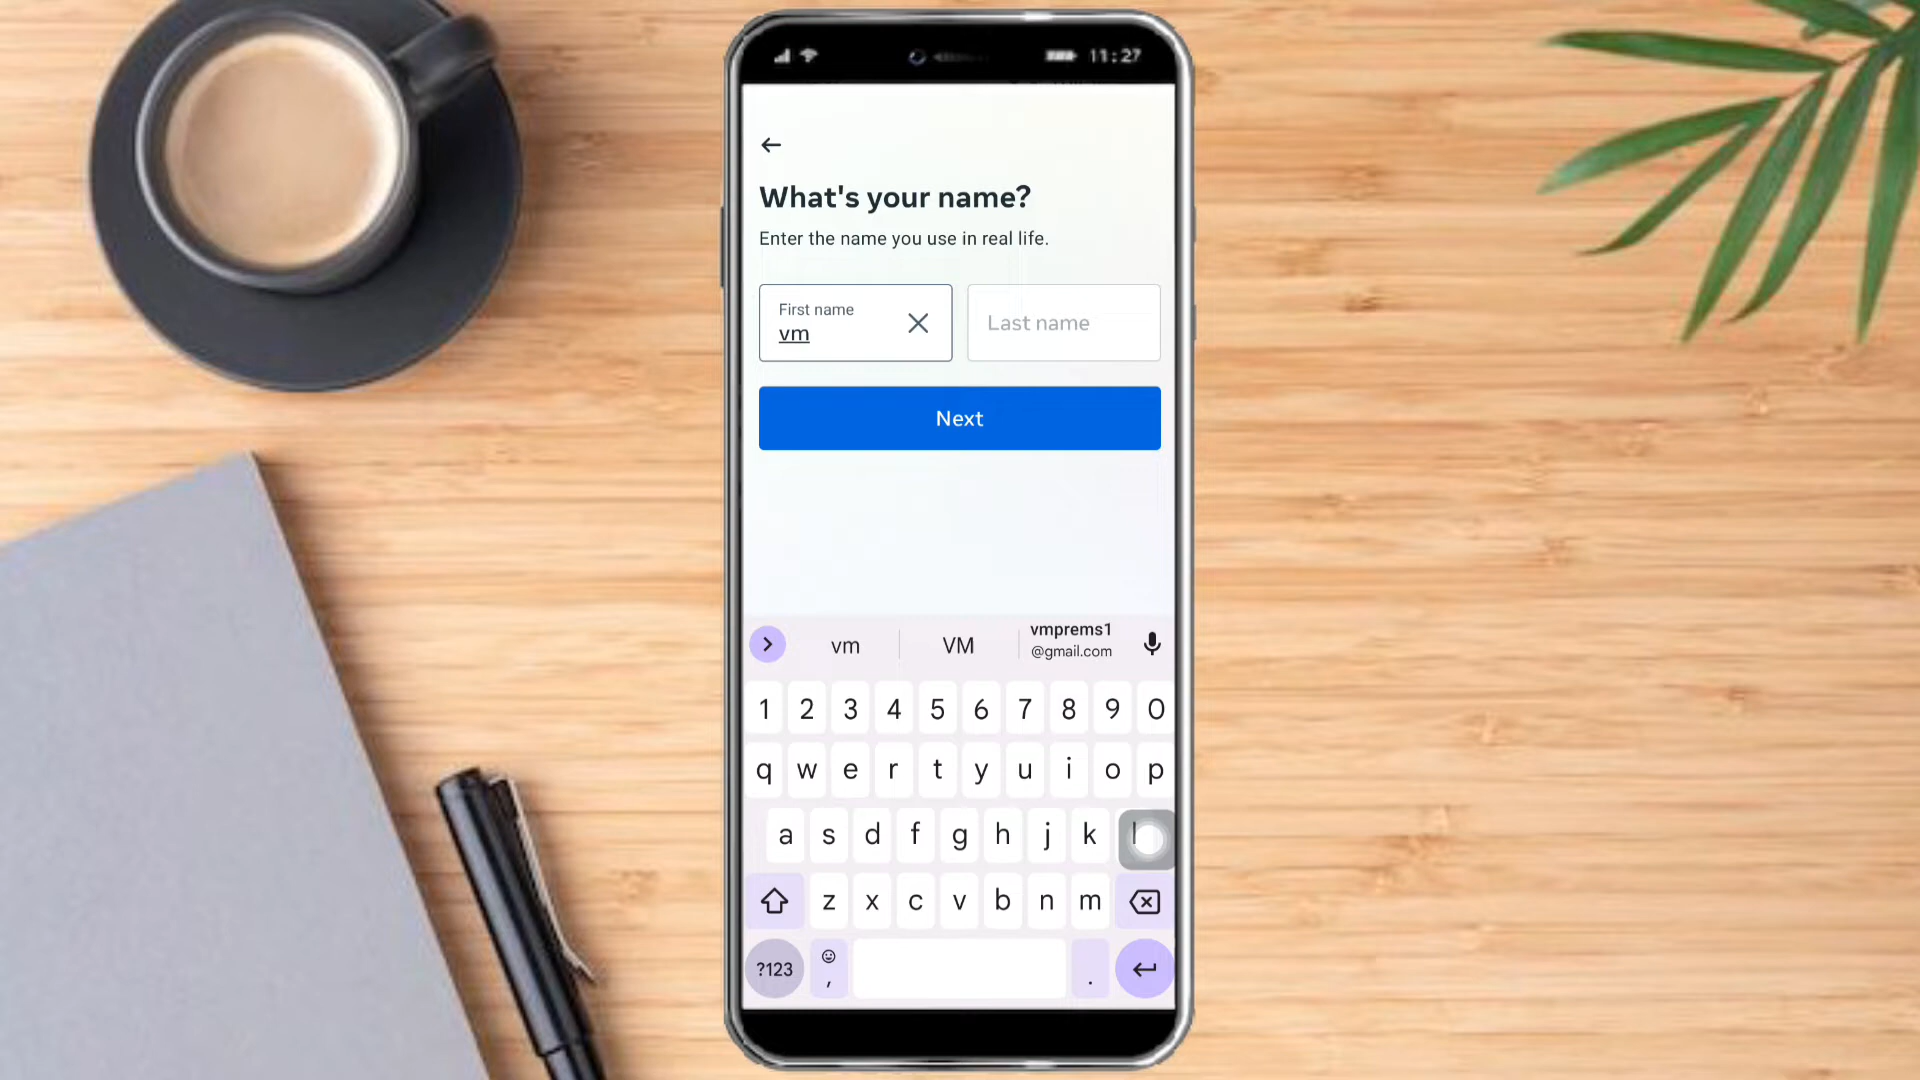 11:27
What's your name?
Enter the name you use in real life.
First name
vm
Last name
Next
vm VM vmprems1
@gmail.com
1 2 3 4 5 6 7 8 9 0
q w e r t y u i o p
a s d f g h j k l
z x c v b n m
?123 , .